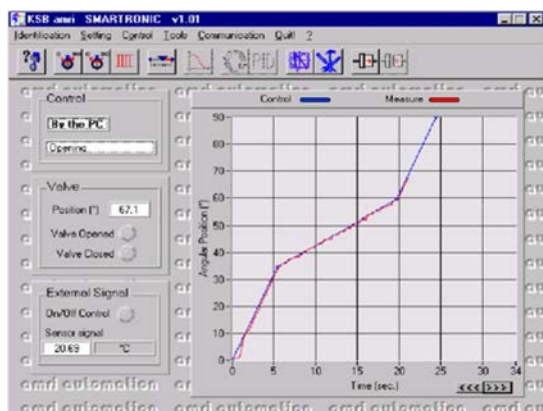 KSB amri SMARTRONIC v1.01
Identification Setting Control Tools Communication Quit! ?
Control
By the PC
Opening
Valve
Position [°] 67.1
Valve Opened
Valve Closed
External Signal
On/Off Control
Sensor signal
20.69 °C
Control Measure
Angular Position [°]
90
80
70
60
50
40
30
20
10
0
0 5 10 15 20 25 30 34
Time (sec.)
<<< >>>
amri automation amri automation